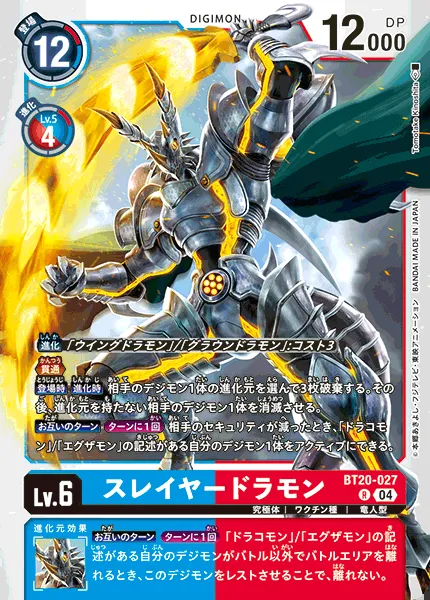 DIGIMON
登場
12
DP
12000
進化
Lv.5
4
Tomotake Kinoshita
©本郷あきよし・フジテレビ・東映アニメーション BANDAI MADE IN JAPAN
進化 「ウイングドラモン」/「グラウンドラモン」:コスト3
貫通
登場時 進化時 相手のデジモン1体の進化元を選んで3枚破棄する。その
後、進化元を持たない相手のデジモン1体を消滅させる。
お互いのターン ターンに1回 相手のセキュリティが減ったとき、「ドラコモ
ン」/「エグザモン」の記述がある自分のデジモン1体をアクティブにできる。
BT20-027
Lv.6
スレイヤードラモン
R 04
究極体 ワクチン種 竜人型
進化元効果
お互いのターン ターンに1回 「ドラコモン」/「エグザモン」の記
述がある自分のデジモンがバトル以外でバトルエリアを離
れるとき、このデジモンをレストさせることで、離れない。